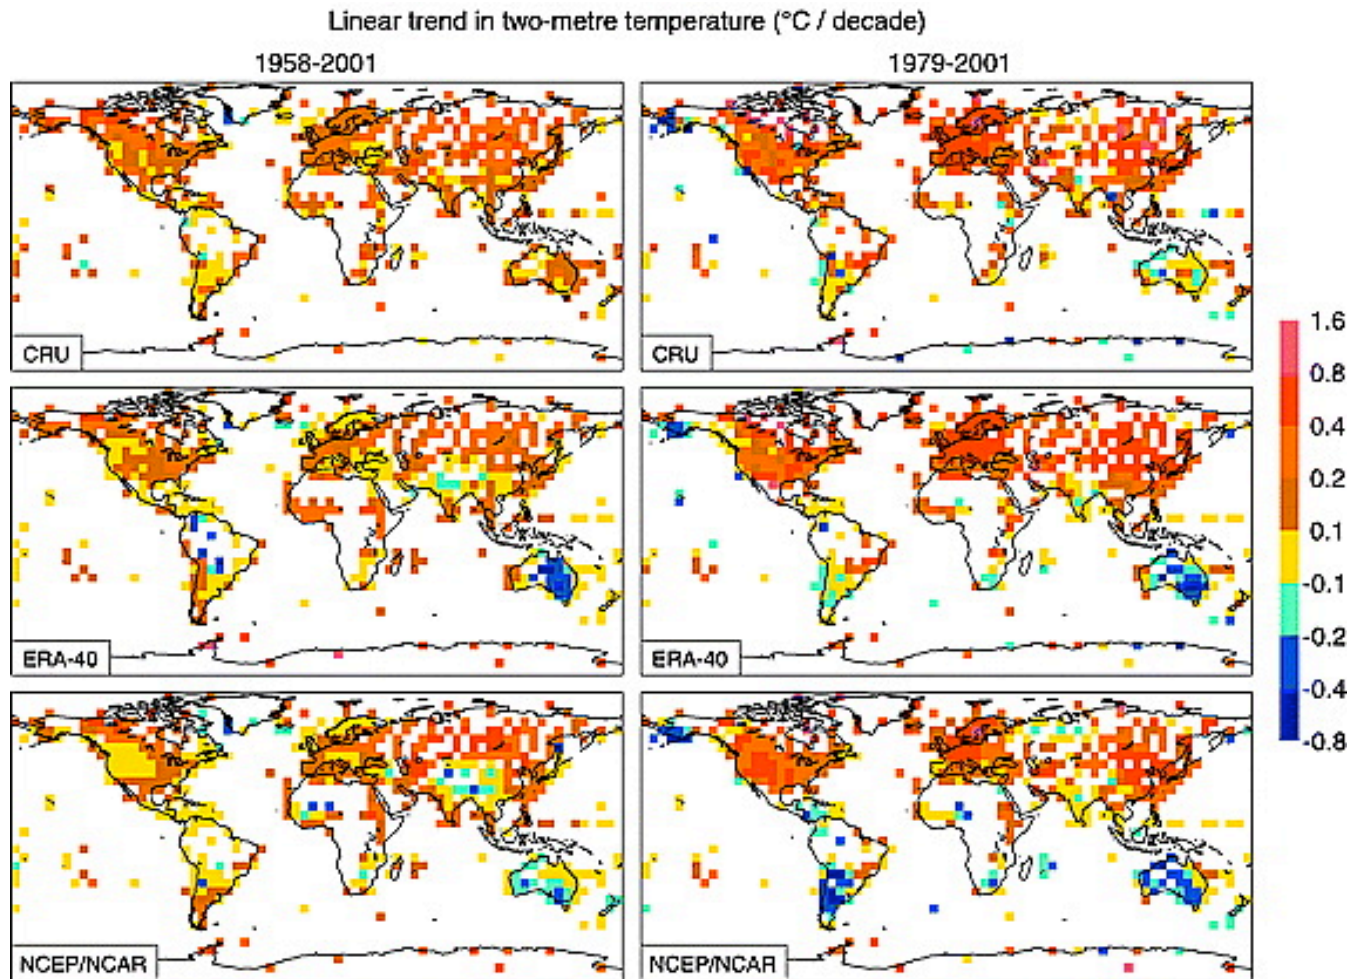 Linear trend in two-metre temperature (°C / decade)
1958-2001
1979-2001
CRU
CRU
ERA-40
ERA-40
NCEP/NCAR
NCEP/NCAR
1.6
0.8
0.4
0.2
0.1
-0.1
-0.2
-0.4
-0.8